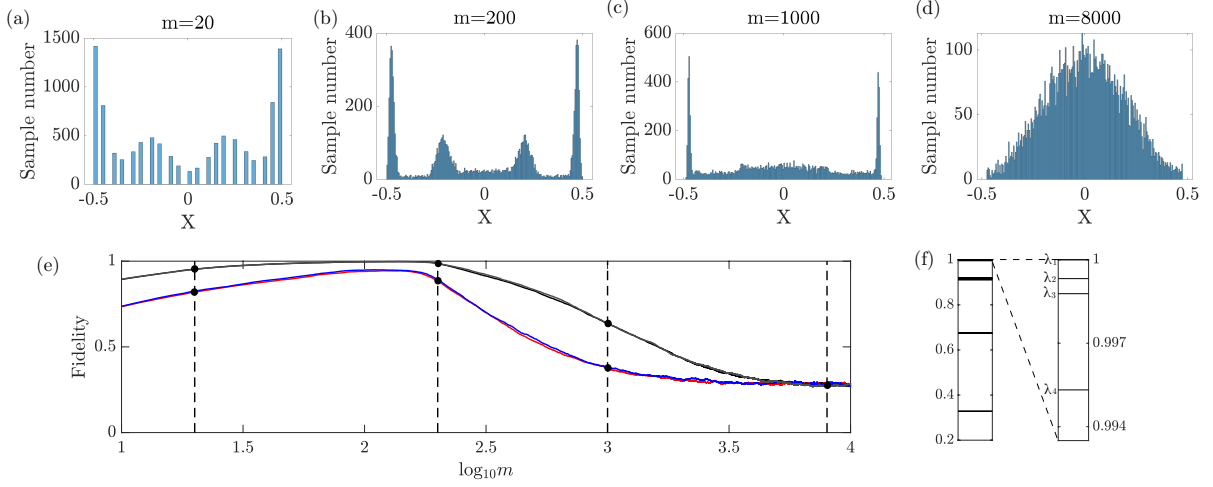 (a)
m=20
1500
1000
500
0
Sample number
-0.5
0
0.5
X
(b)
m=200
400
200
0
Sample number
-0.5
0
0.5
X
(c)
m=1000
600
400
200
0
Sample number
-0.5
0
0.5
X
(d)
m=8000
100
50
0
Sample number
-0.5
0
0.5
X
(e)
1
0.5
0
Fidelity
1
1.5
2
2.5
3
3.5
4
log₁₀m
(f)
1
0.8
0.6
0.4
0.2
λ₁
λ₂
λ₃
λ₄
1
0.997
0.994